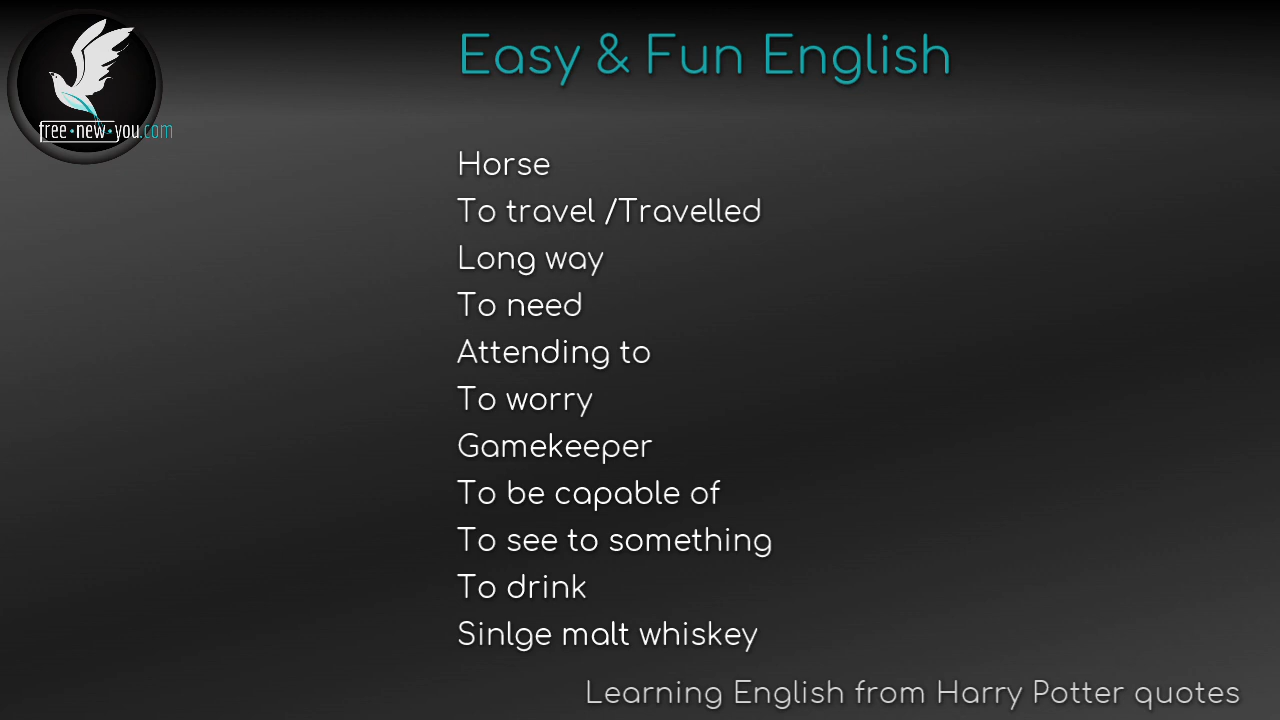 Easy & Fun English
free•new•you.com
Horse
To travel /Travelled
Long way
To need
Attending to
To worry
Gamekeeper
To be capable of
To see to something
To drink
Sinlge malt whiskey
Learning English from Harry Potter quotes